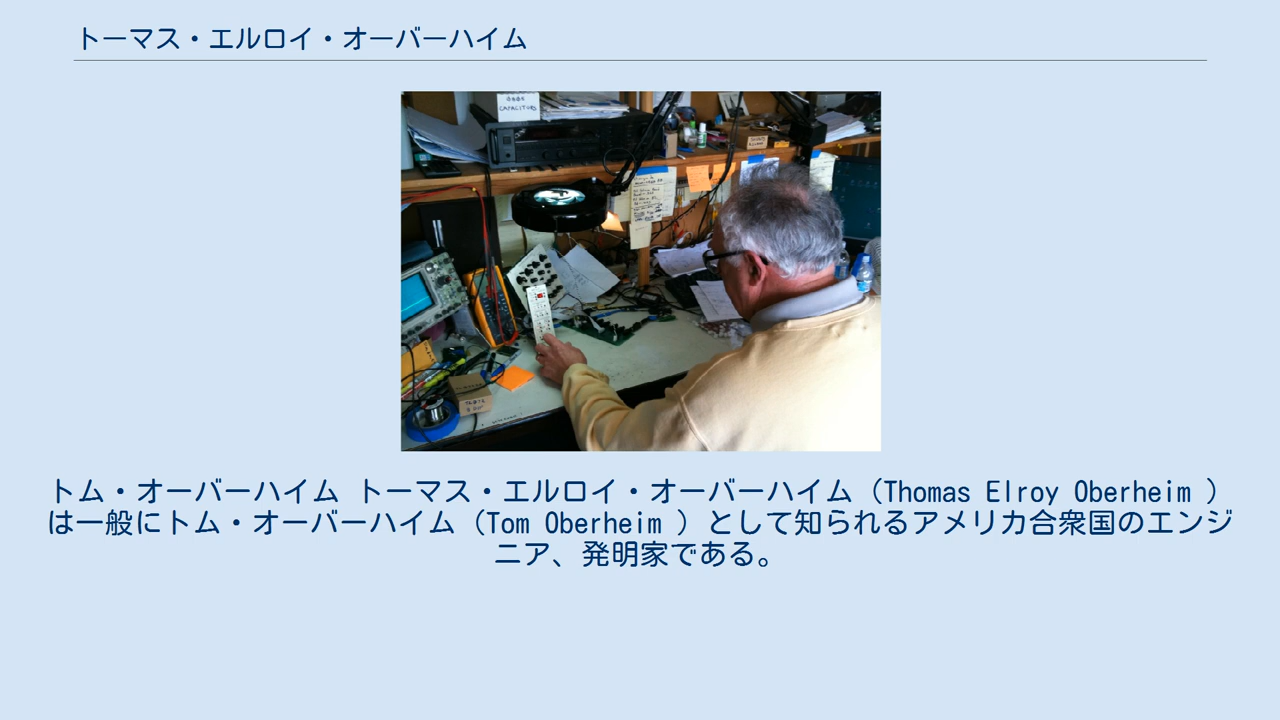 トーマス・エルロイ・オーバーハイム
CAPACITORS
トム・オーバーハイム トーマス・エルロイ・オーバーハイム（Thomas Elroy Oberheim ）
は一般にトム・オーバーハイム（Tom Oberheim ）として知られるアメリカ合衆国のエンジ
ニア、発明家である。